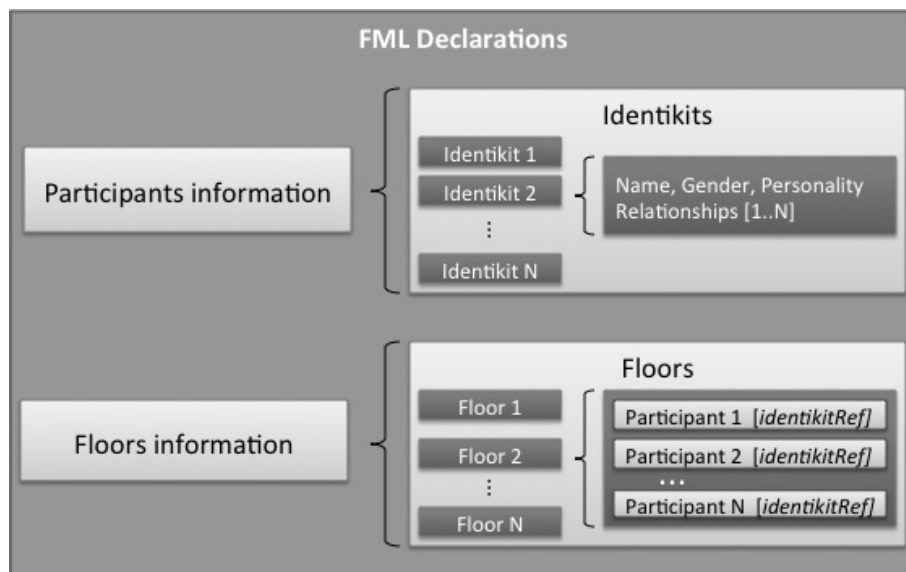 FML Declarations
Participants information
Identikits
Identikit 1
Identikit 2
⋮
Identikit N
Name, Gender, Personality
Relationships [1..N]
Floors information
Floors
Floor 1
Floor 2
⋮
Floor N
Participant 1 [identikitRef]
Participant 2 [identikitRef]
...
Participant N [identikitRef]